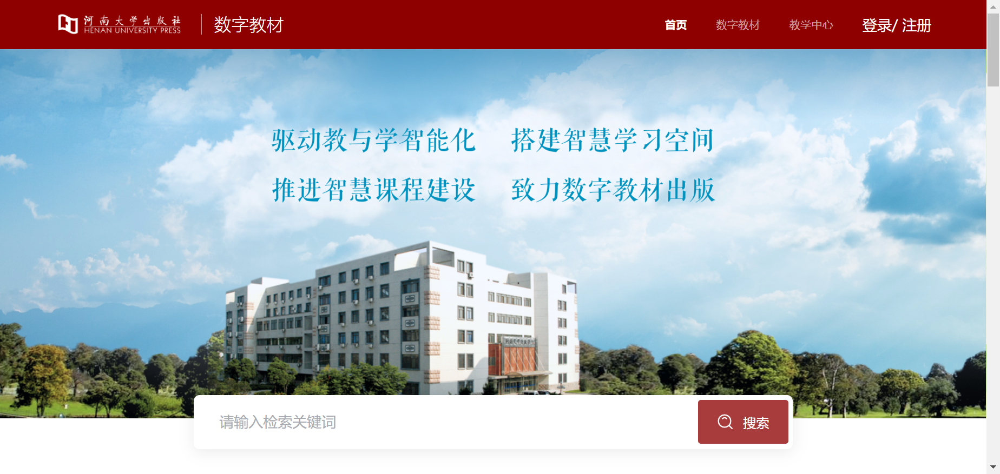 河南大学出版社
HENAN UNIVERSITY PRESS
数字教材
首页
数字教材
教学中心
登录/ 注册
驱动教与学智能化 搭建智慧学习空间
推进智慧课程建设 致力数字教材出版
请输入检索关键词
搜索